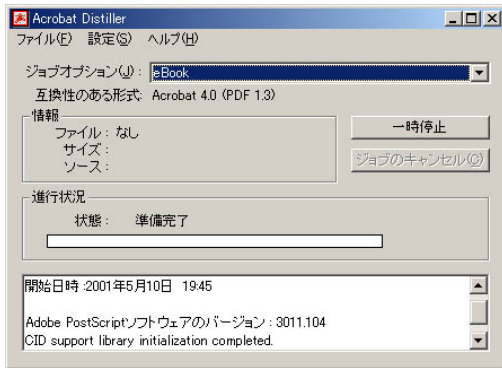 Acrobat Distiller
ファイル(F) 設定(S) ヘルプ(H)
ジョブオプション(J) : eBook
互換性のある形式: Acrobat 4.0 (PDF 1.3)
情報
ファイル : なし
サイズ :
ソース :
一時停止
ジョブのキャンセル(C)
進行状況
状態 : 準備完了
開始日時 :2001年5月10日 19:45
Adobe PostScriptソフトウェアのバージョン : 3011.104
CID support library initialization completed.